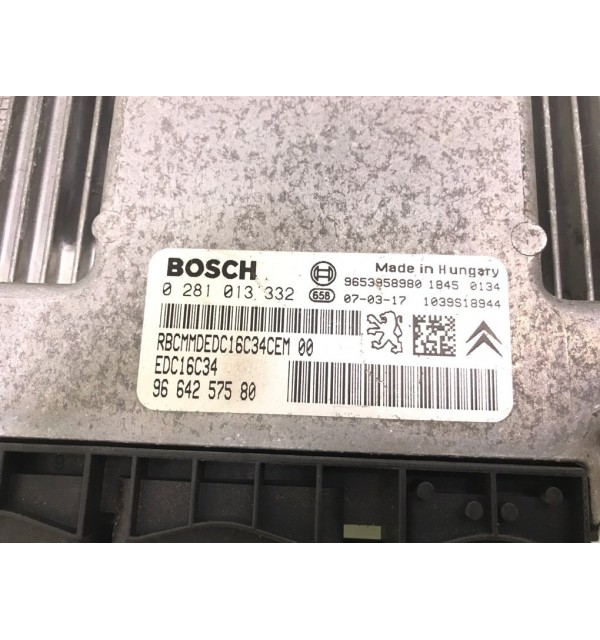 BOSCH
Made in Hungary
0 281 013 332
9653958980 1845 0134
658 07-03-17 1039S18944
RBCMMDEDC16C34CEM 00
EDC16C34
96 642 575 80